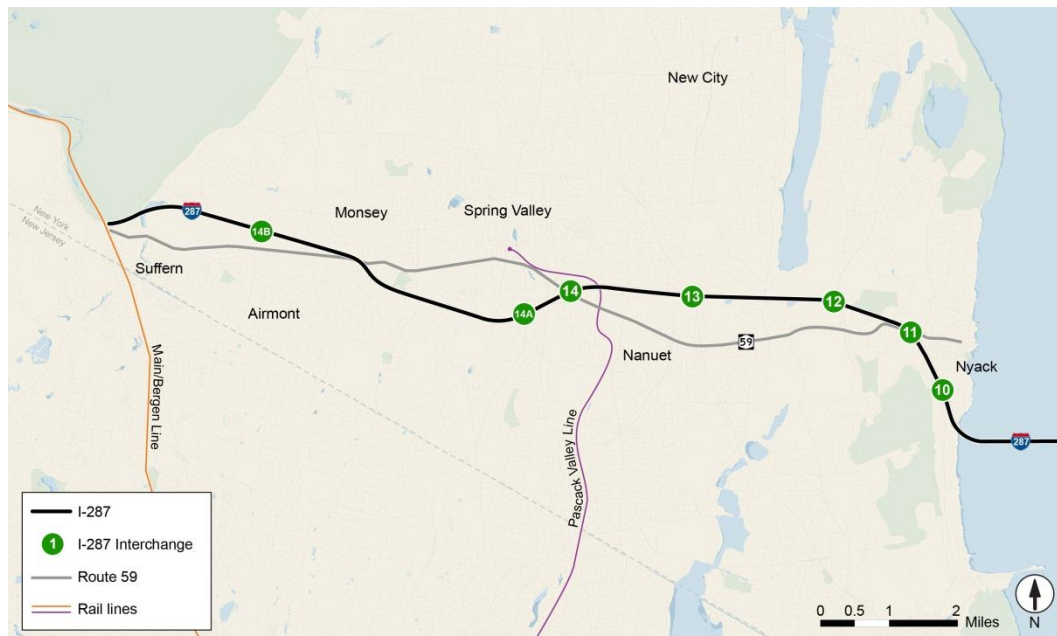 New City
Monsey
Spring Valley
287
14B
New York
New Jersey
Suffern
Airmont
14
13
12
14A
11
59
Nanuet
Nyack
10
Main/Bergen Line
Pascack Valley Line
287
I-287
1
I-287 Interchange
Route 59
Rail lines
0 0.5 1 2
Miles
N